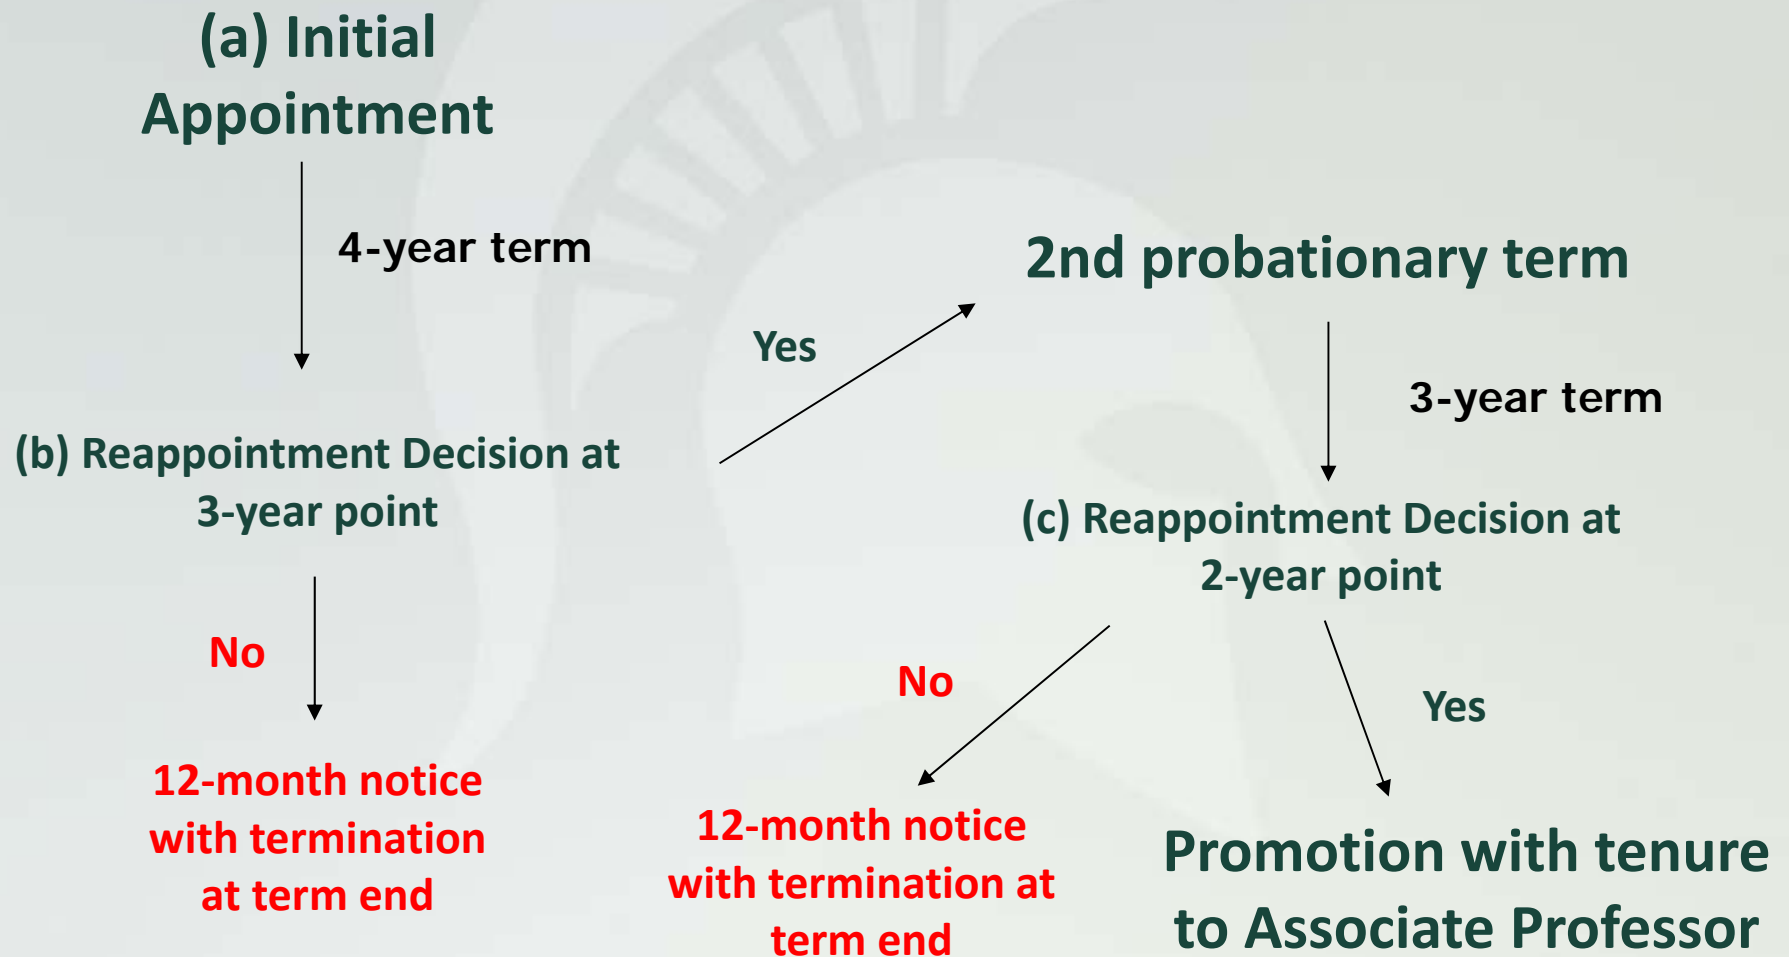 (a) Initial
Appointment
4-year term
(b) Reappointment Decision at
3-year point
No
12-month notice
with termination
at term end
Yes
2nd probationary term
3-year term
(c) Reappointment Decision at
2-year point
No
12-month notice
with termination at
term end
Yes
Promotion with tenure
to Associate Professor